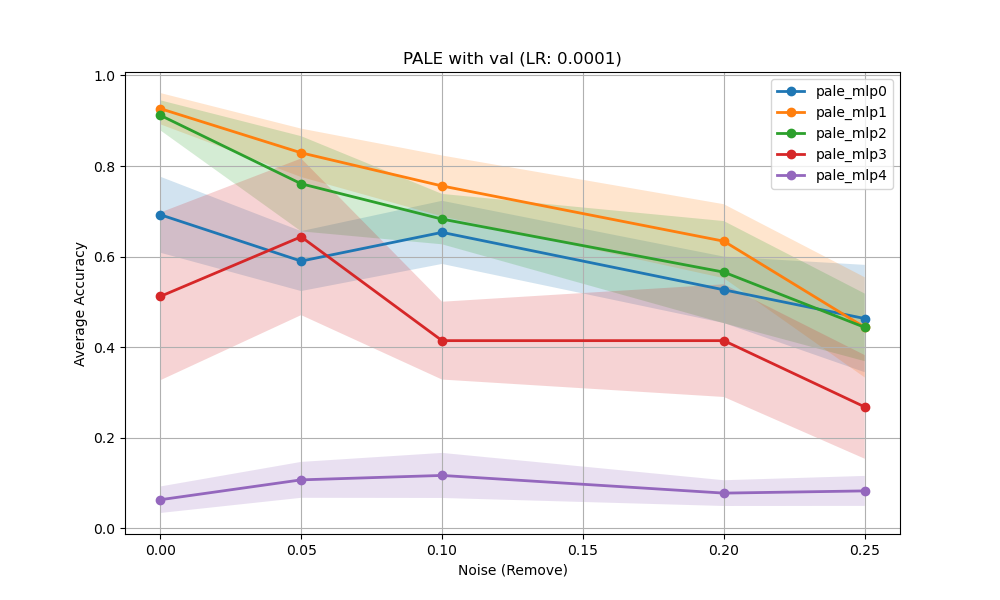 PALE with val (LR: 0.0001)
1.0
0.8
0.6
0.4
0.2
0.0
Average Accuracy
0.00
0.05
0.10
0.15
0.20
0.25
Noise (Remove)
pale_mlp0
pale_mlp1
pale_mlp2
pale_mlp3
pale_mlp4